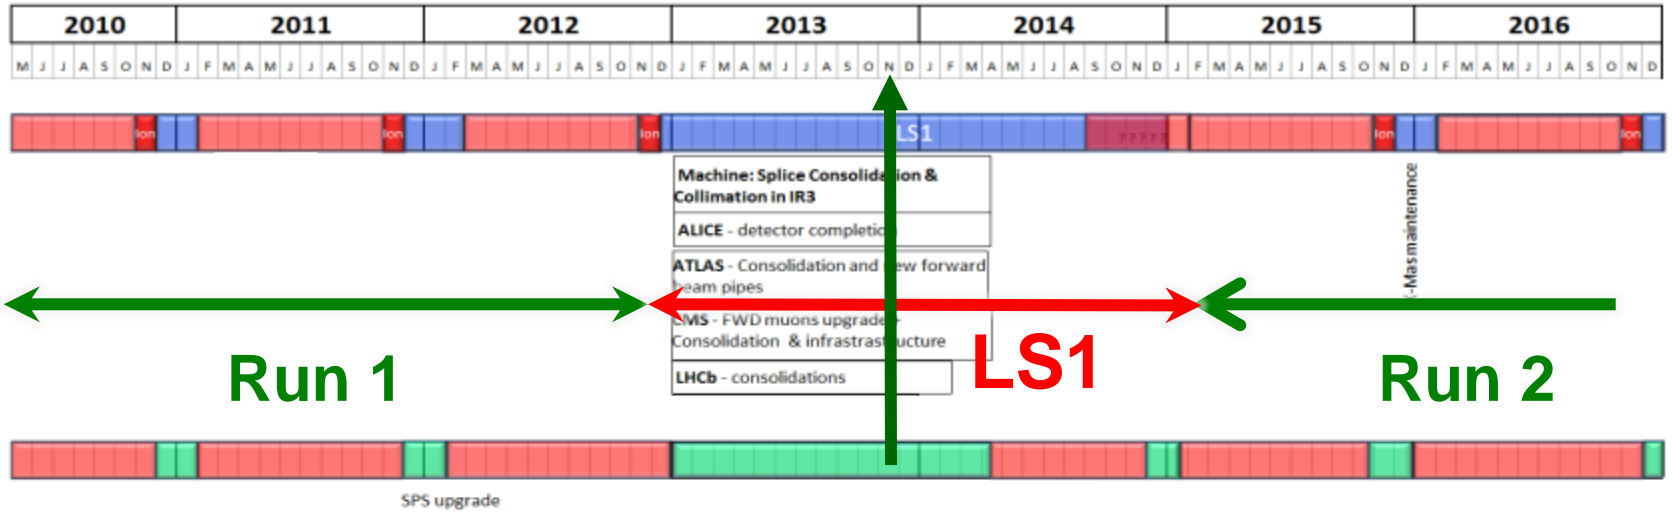 2010 2011 2012 2013 2014 2015 2016
M J J A S O N D J F M A M J J A S O N D J F M A M J J A S O N D J F M A M J J A S O N D J F M A M J J A S O N D J F M A M J J A S O N D J F M A M J J A S O N D
Ion Ion Ion LS1 ????? Ion Ion
Machine: Splice Consolidation &
Collimation in IR3
ALICE - detector completion
ATLAS - Consolidation and new forward
beam pipes
CMS - FWD muons upgrade +
Consolidation & infrastrastructure
LHCb - consolidations
X-Mas maintenance
Run 1 LS1 Run 2
SPS upgrade